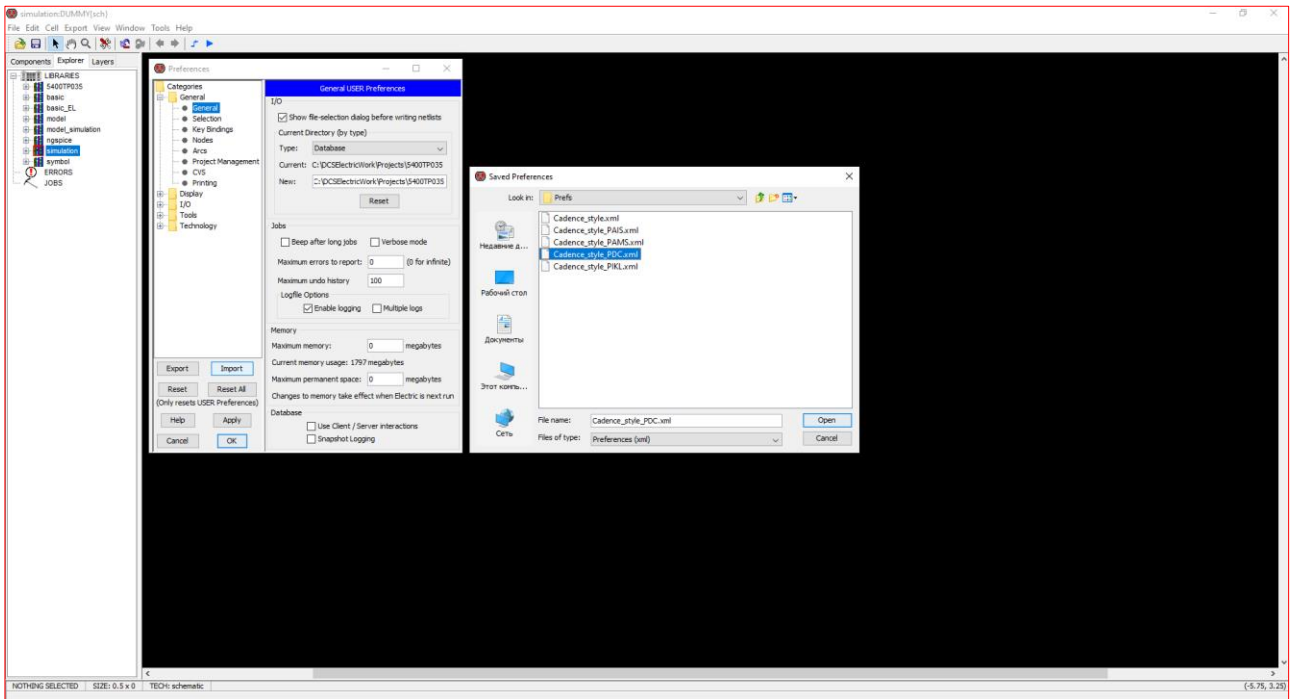 simulation:DUMMY{sch}
File Edit Cell Export View Window Tools Help
Components Explorer Layers
LIBRARIES
5400TP035
basic
basic_EL
model
model_simulation
ngspice
simulation
symbol
ERRORS
JOBS
Preferences
Categories
General
General
Selection
Key Bindings
Nodes
Arcs
Project Management
CVS
Printing
Display
I/O
Tools
Technology
Export Import
Reset Reset All
(Only resets USER Preferences)
Help Apply
Cancel OK
General USER Preferences
I/O
Show file-selection dialog before writing netlists
Current Directory (by type)
Type: Database
Current: C:\DCSElectricWork\Projects\5400TP035
New: C:\DCSElectricWork\Projects\5400TP035
Reset
Jobs
Beep after long jobs Verbose mode
Maximum errors to report: 0 (0 for infinite)
Maximum undo history 100
Logfile Options
Enable logging Multiple logs
Memory
Maximum memory: 0 megabytes
Current memory usage: 1797 megabytes
Maximum permanent space: 0 megabytes
Changes to memory take effect when Electric is next run
Database
Use Client / Server interactions
Snapshot Logging
Saved Preferences
Look in: Prefs
Недавние д...
Рабочий стол
Документы
Этот компь...
Сеть
Cadence_style.xml
Cadence_style_PAIS.xml
Cadence_style_PAMS.xml
Cadence_style_PDC.xml
Cadence_style_PIKL.xml
File name: Cadence_style_PDC.xml Open
Files of type: Preferences (xml) Cancel
NOTHING SELECTED SIZE: 0.5 x 0 TECH: schematic (-5.75, 3.25)